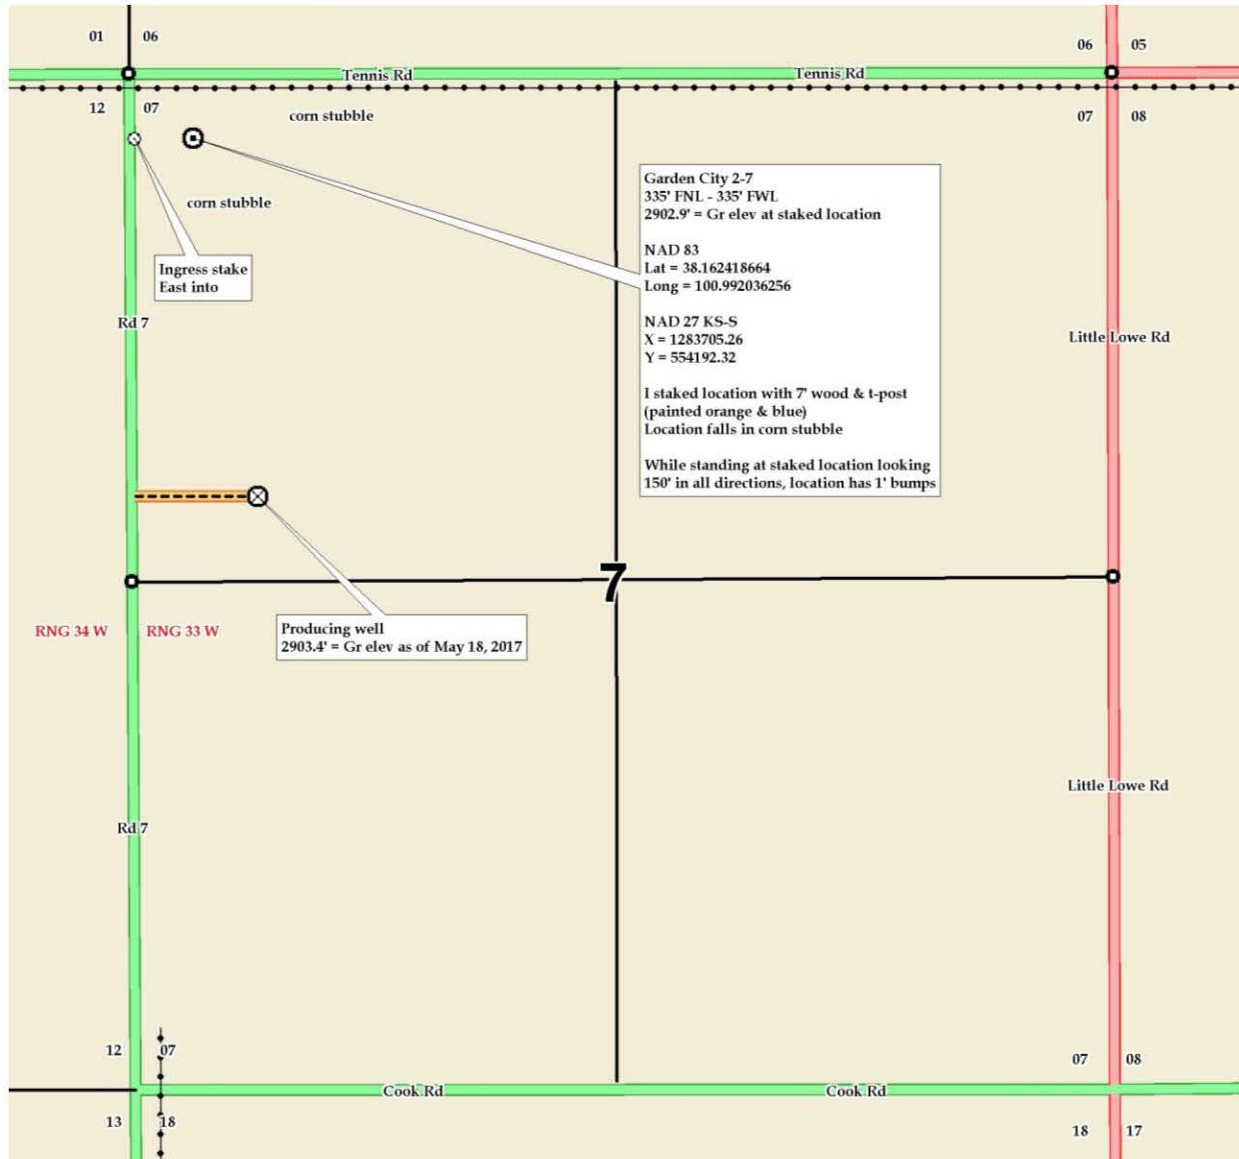 01 06
06 05
Tennis Rd
Tennis Rd
12 07
07 08
corn stubble
corn stubble
Garden City 2-7
335' FNL - 335' FWL
2902.9' = Gr elev at staked location
NAD 83
Lat = 38.162418664
Long = 100.992036256
NAD 27 KS-S
X = 1283705.26
Y = 554192.32
I staked location with 7' wood & t-post
(painted orange & blue)
Location falls in corn stubble
While standing at staked location looking
150' in all directions, location has 1' bumps
Ingress stake
East into
Rd 7
Little Lowe Rd
7
RNG 34 W
RNG 33 W
Producing well
2903.4' = Gr elev as of May 18, 2017
Little Lowe Rd
Rd 7
12 07
07 08
Cook Rd
Cook Rd
13 18
18 17